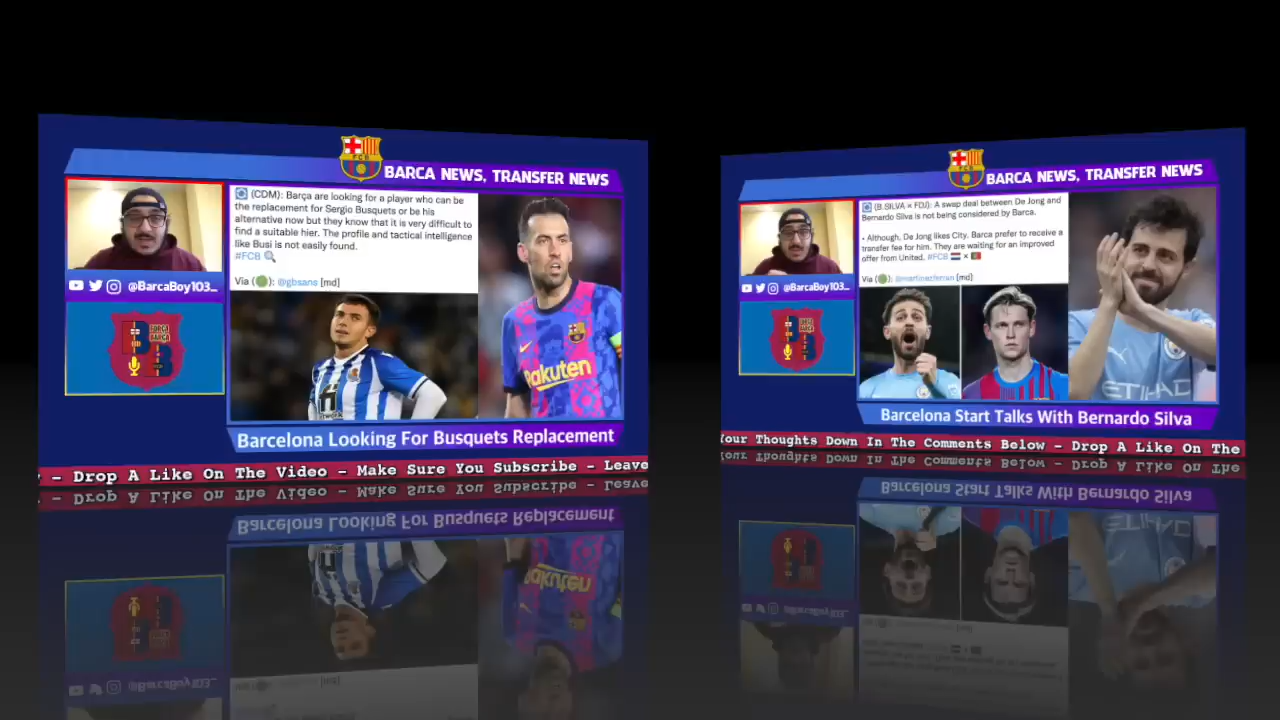 BARCA NEWS, TRANSFER NEWS
(CDM): Barça are looking for a player who can be
the replacement for Sergio Busquets or be his
alternative now but they know that it is very difficult to
find a suitable hier. The profile and tactical intelligence
like Busi is not easily found.
#FCB
Via ( ): @gbsans [md]
@BarcaBoy103_
FORÇA
BARÇA
Rakuten
Barcelona Looking For Busquets Replacement
- Drop A Like On The Video - Make Sure You Subscribe - Leave
BARCA NEWS, TRANSFER NEWS
(B.SILVA × FDJ): A swap deal between De Jong and
Bernardo Silva is not being considered by Barca.
• Although, De Jong likes City. Barca prefer to receive a
transfer fee for him. They are waiting for an improved
offer from United. #FCB ×
Via ( ): @martinezferran [md]
@BarcaBoy103_
ETIHAD
Barcelona Start Talks With Bernardo Silva
Your Thoughts Down In The Comments Below - Drop A Like On The